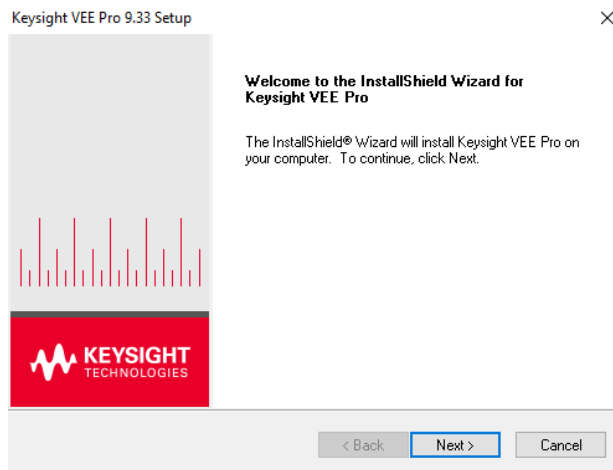 Keysight VEE Pro 9.33 Setup
Welcome to the InstallShield Wizard for
Keysight VEE Pro
The InstallShield® Wizard will install Keysight VEE Pro on
your computer. To continue, click Next.
KEYSIGHT
TECHNOLOGIES
< Back
Next >
Cancel